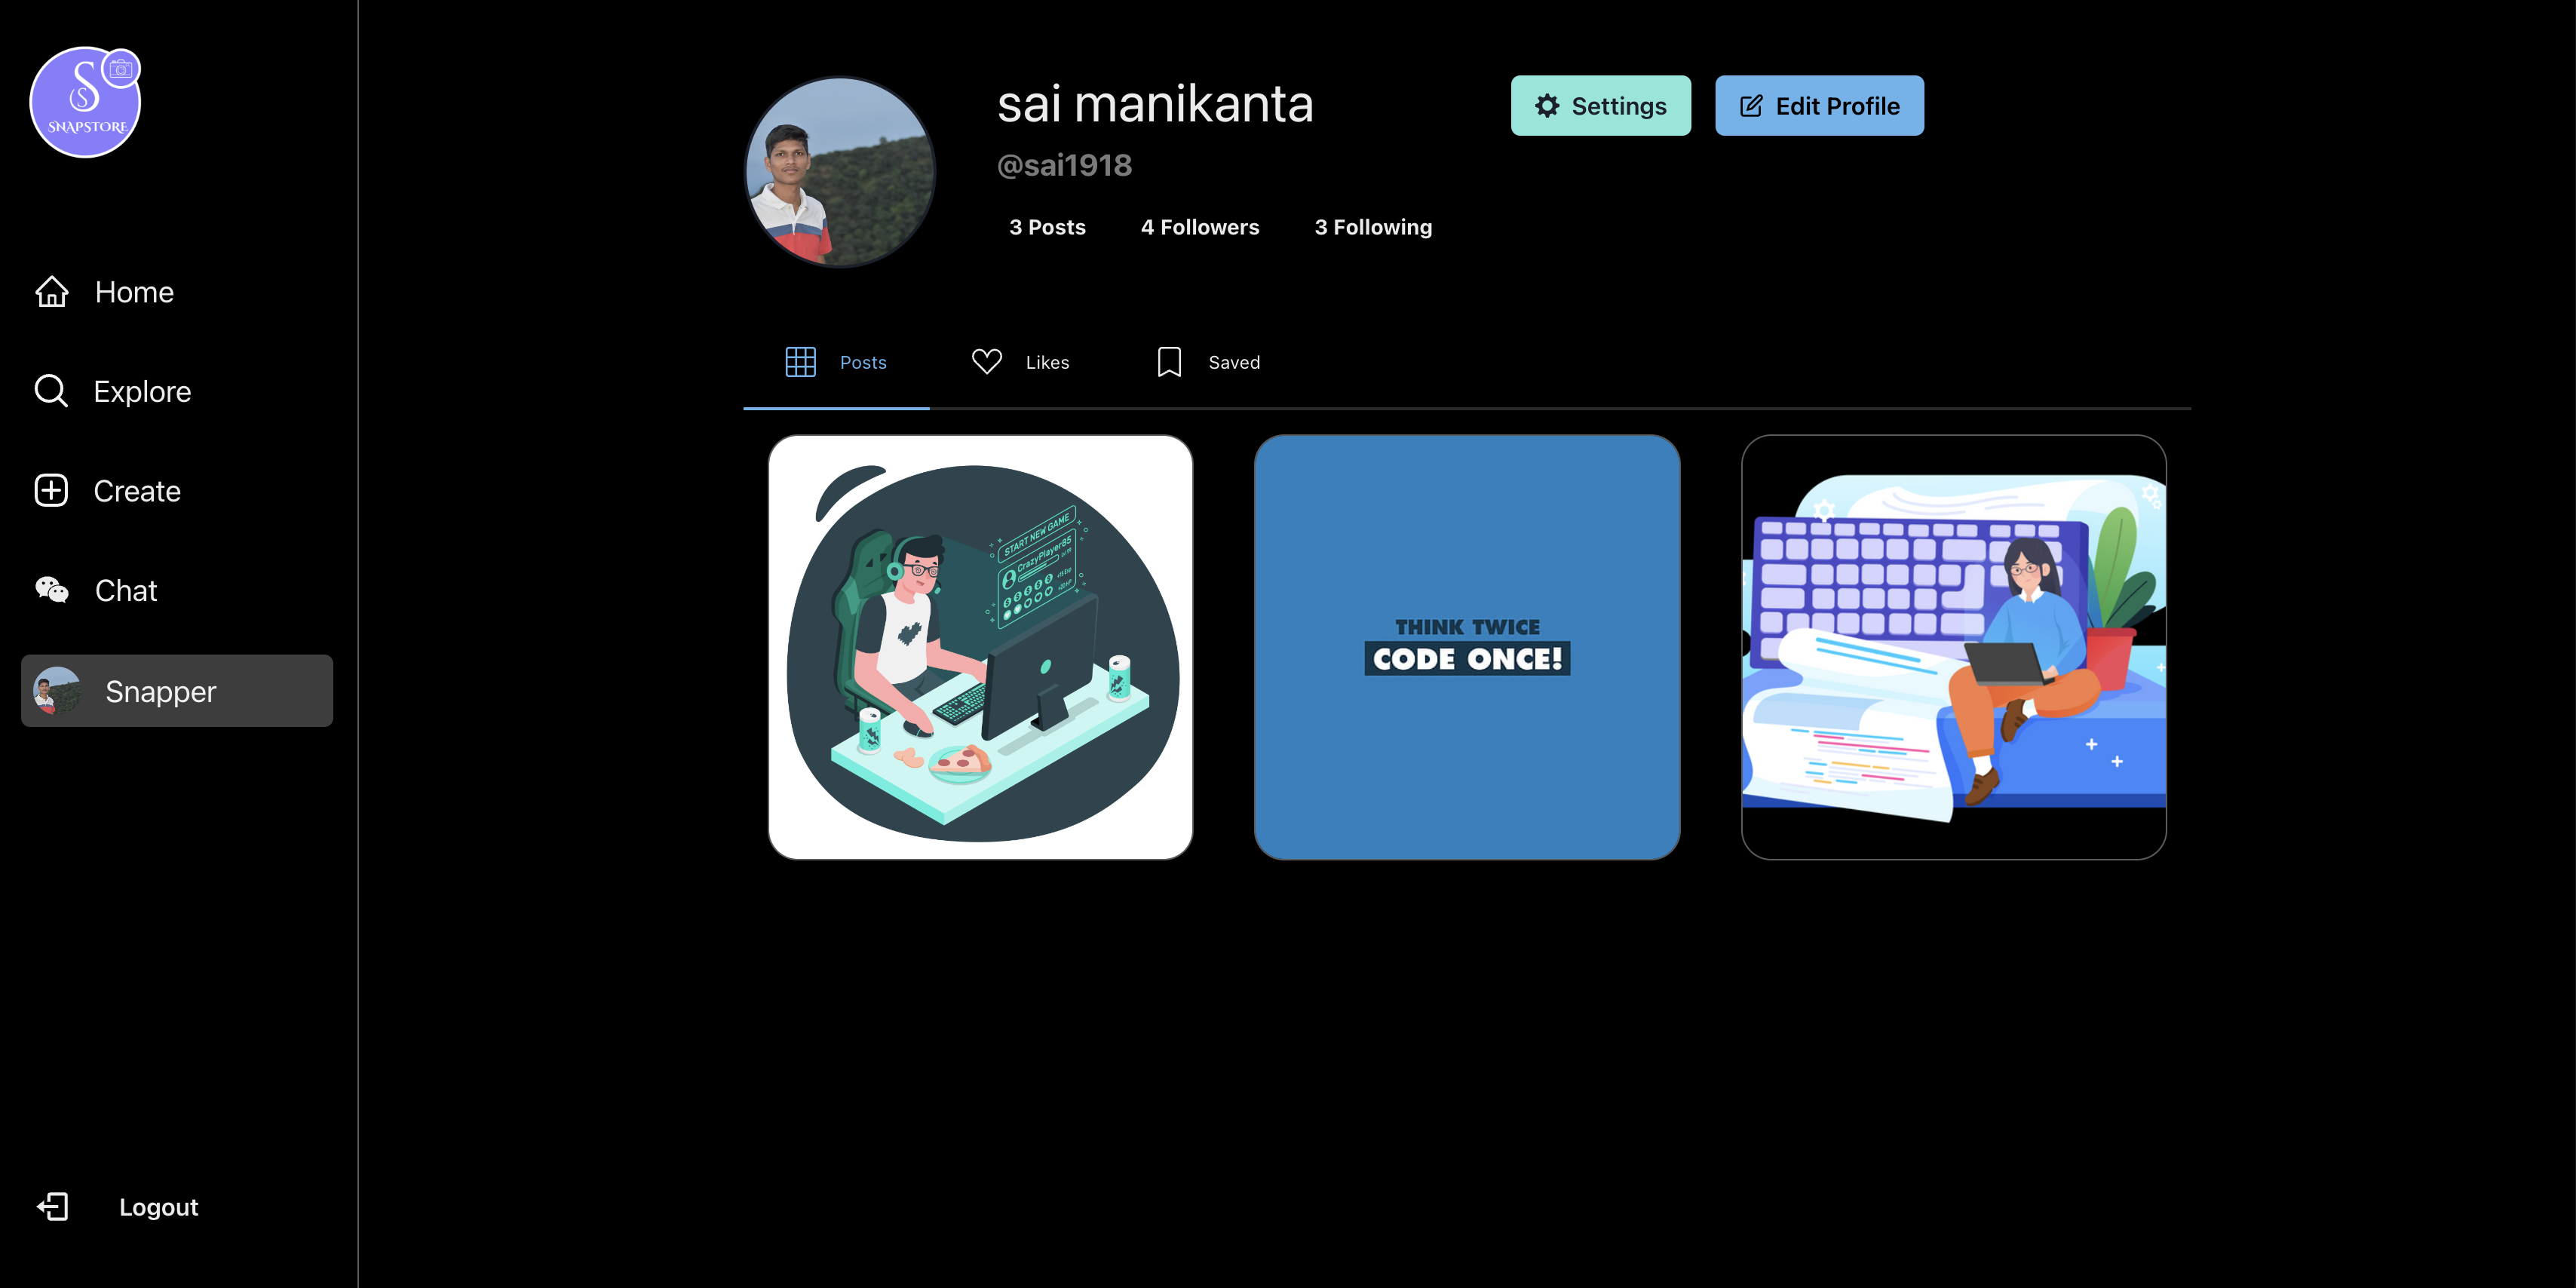 S
S
SNAPSTORE
Home
Explore
Create
Chat
Snapper
Logout
sai manikanta
@sai1918
3 Posts 4 Followers 3 Following
Settings Edit Profile
Posts Likes Saved
START NEW GAME
CrazyPlayer85
THINK TWICE
CODE ONCE!